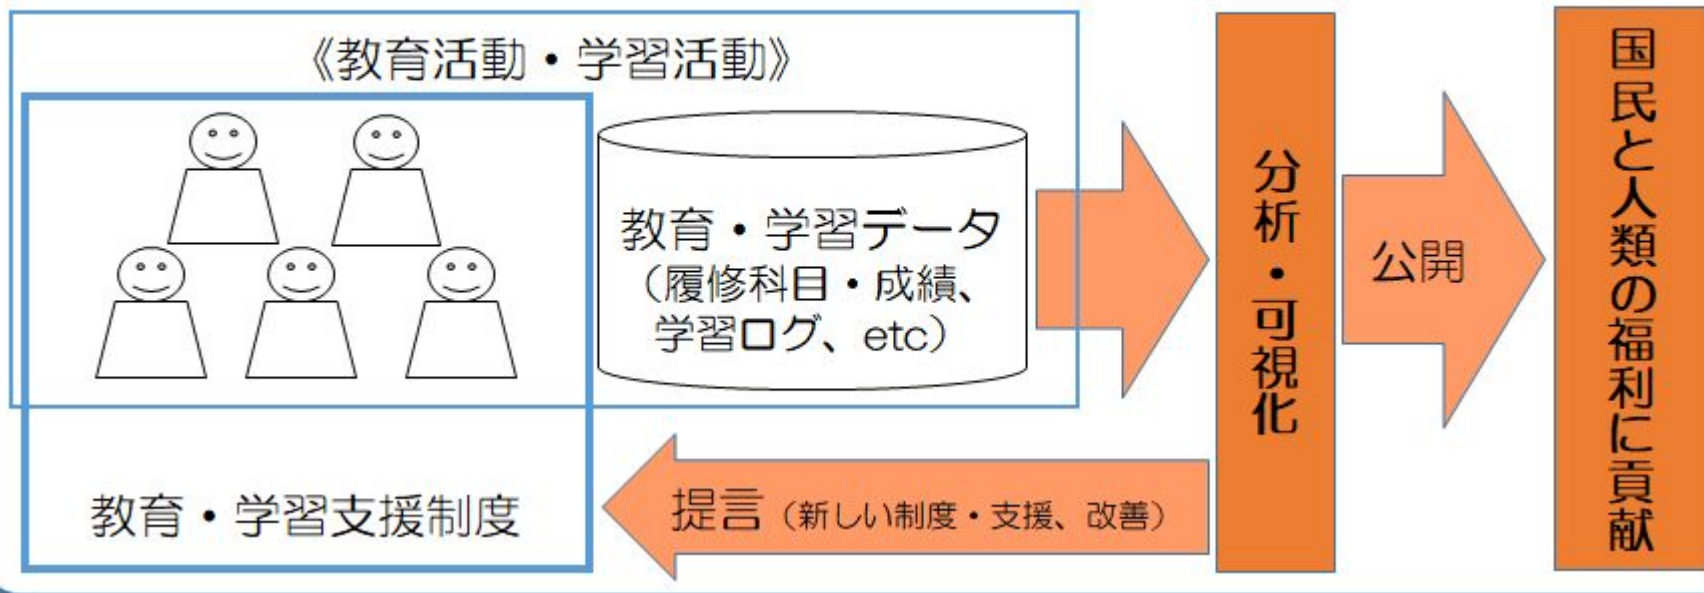 《教育活動・学習活動》
教育・学習データ
（履修科目・成績、
学習ログ、etc）
教育・学習支援制度
提言（新しい制度・支援、改善）
分析・可視化
公開
国民と人類の福利に貢献